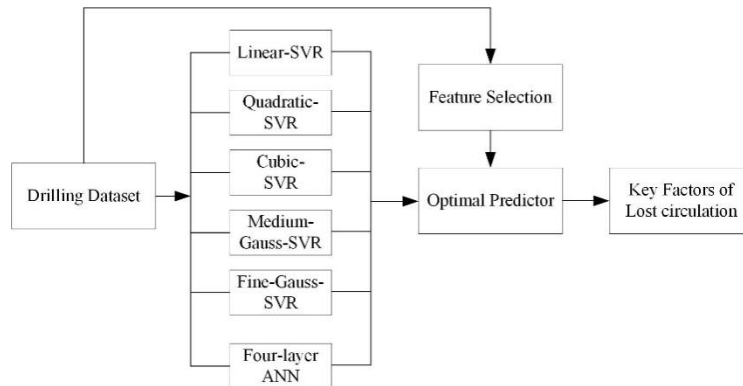 Drilling Dataset
Linear-SVR
Quadratic-
SVR
Cubic-
SVR
Medium-
Gauss-SVR
Fine-Gauss-
SVR
Four-layer
ANN
Feature Selection
Optimal Predictor
Key Factors of
Lost circulation